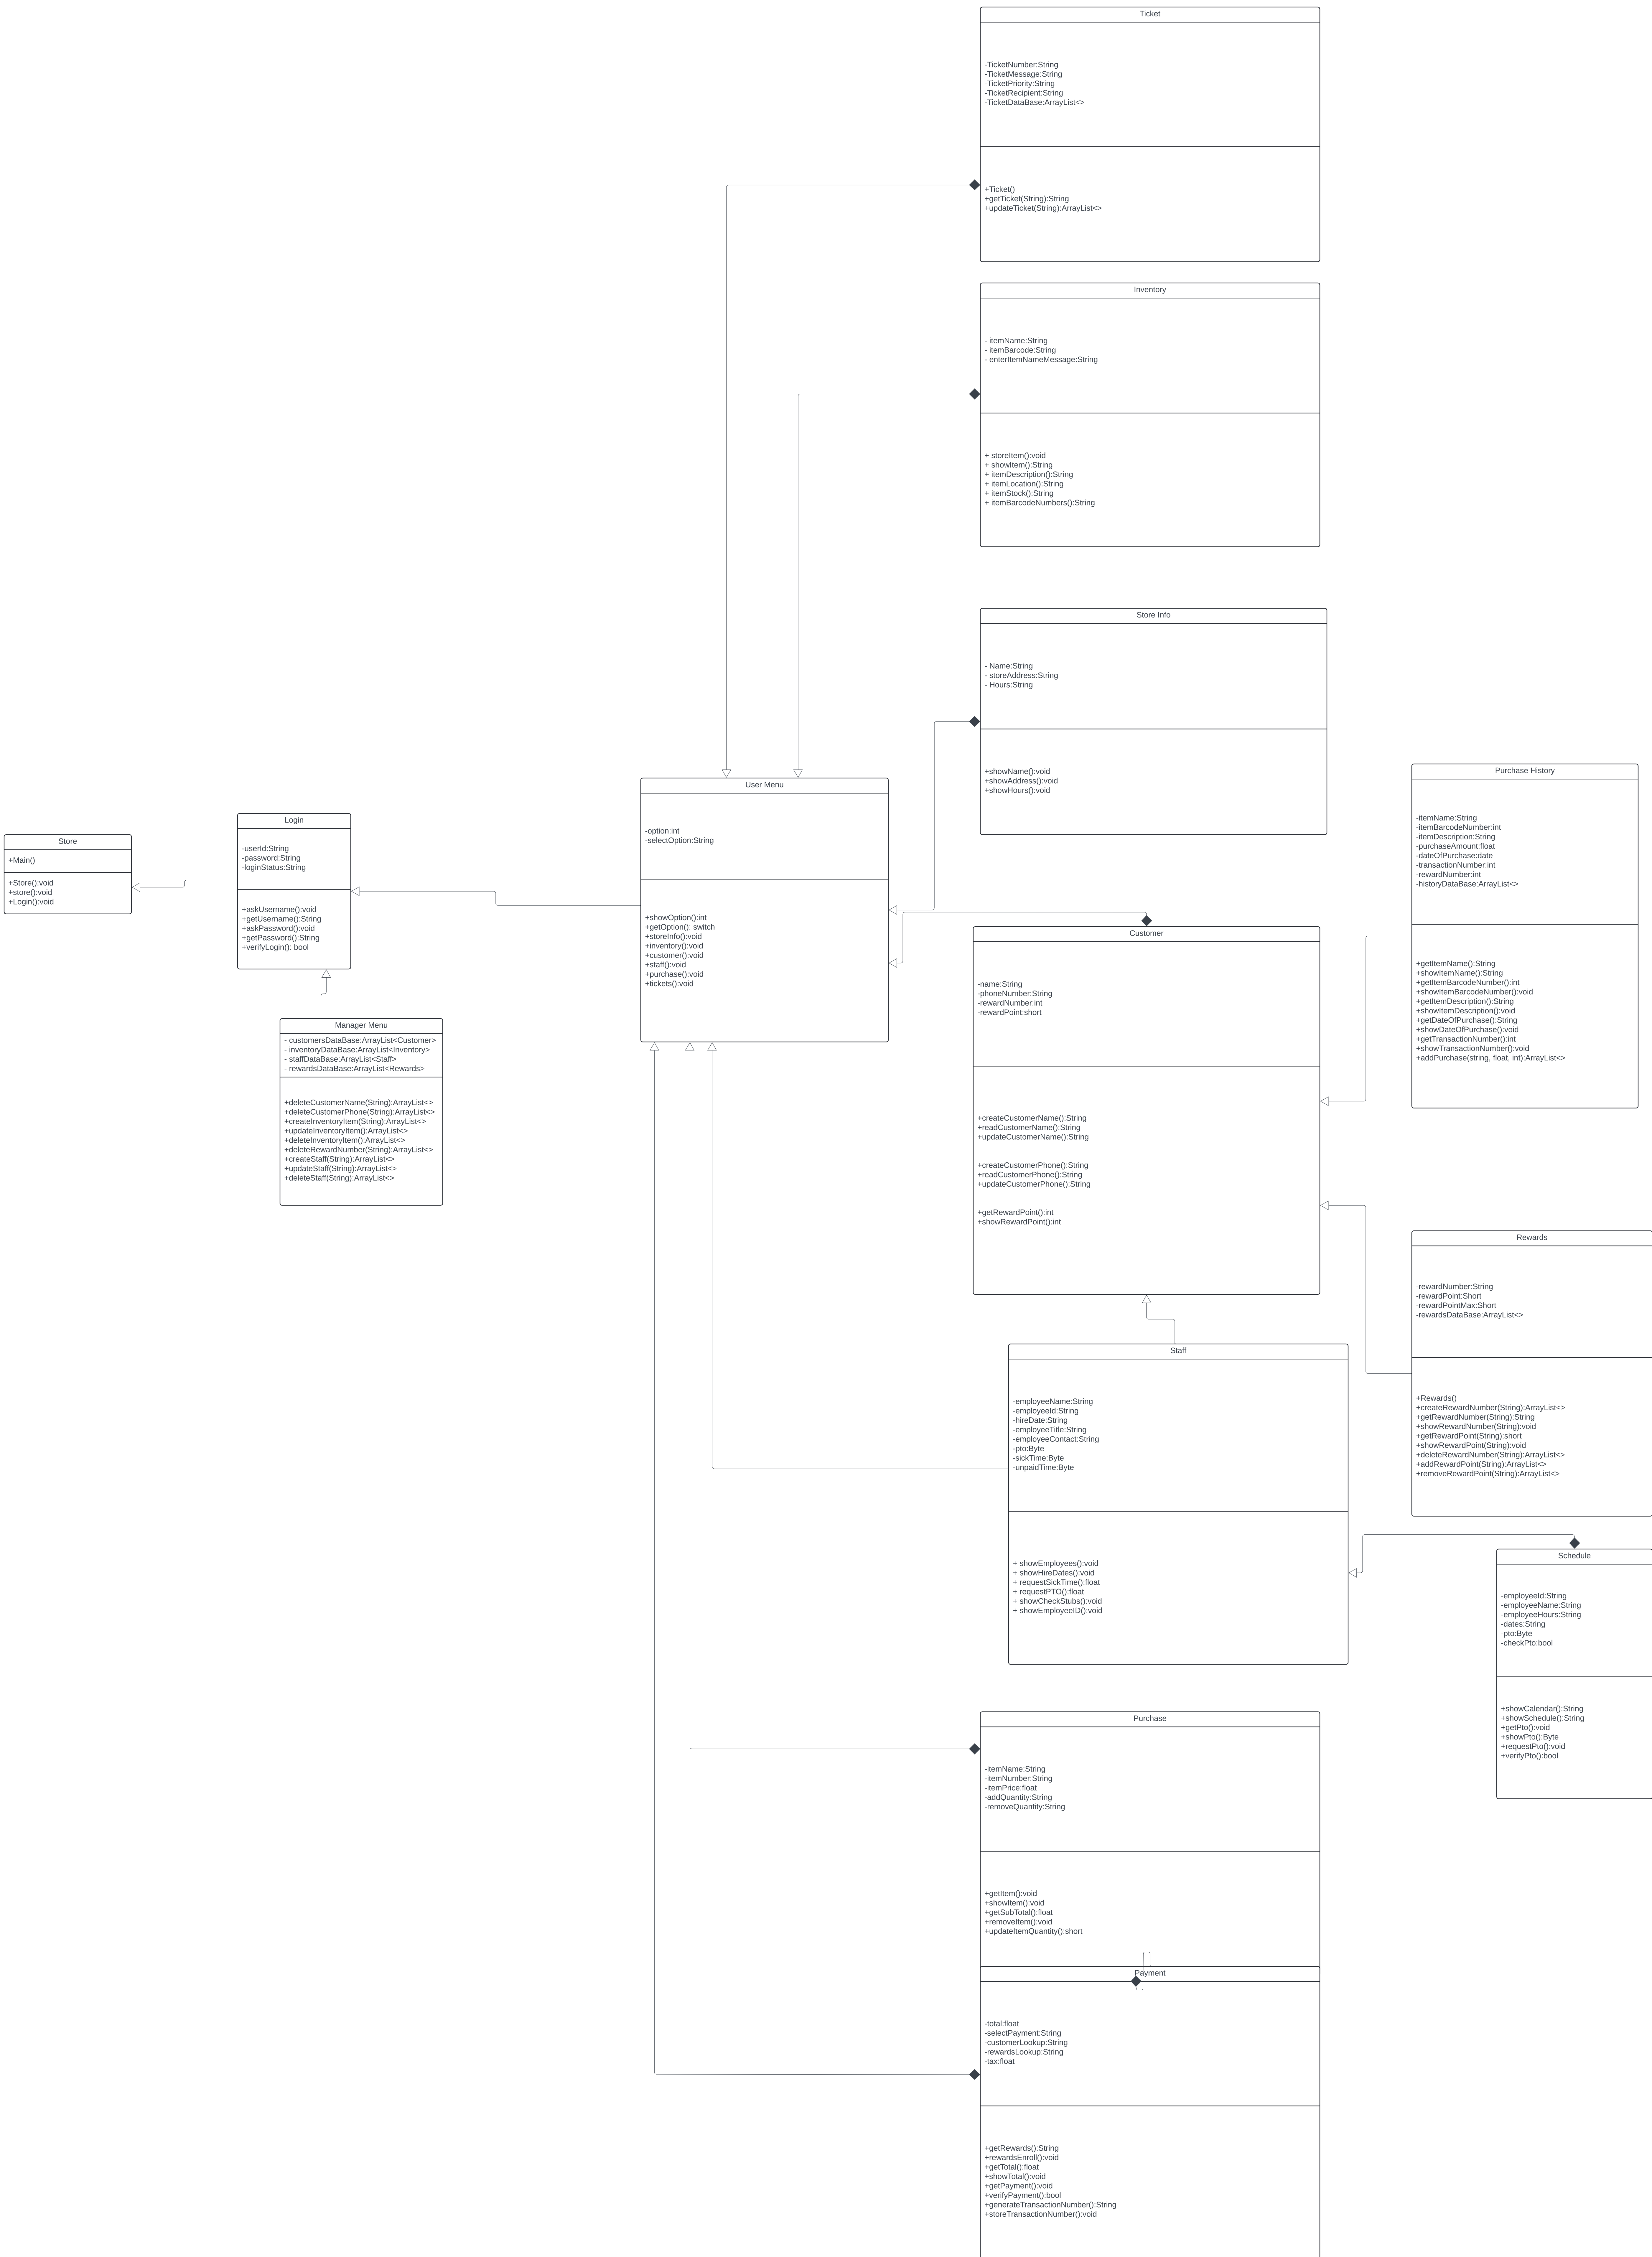 Ticket
-TicketNumber:String
-TicketMessage:String
-TicketPriority:String
-TicketRecipient:String
-TicketDataBase:ArrayList<>
+Ticket()
+getTicket(String):String
+updateTicket(String):ArrayList<>
Inventory
- itemName:String
- itemBarcode:String
- enterItemNameMessage:String
+ storeItem():void
+ showItem():String
+ itemDescription():String
+ itemLocation():String
+ itemStock():String
+ itemBarcodeNumbers():String
Store Info
- Name:String
- storeAddress:String
- Hours:String
+showName():void
+showAddress():void
+showHours():void
Store
+Main()
+Store():void
+store():void
+Login():void
Login
-userId:String
-password:String
-loginStatus:String
+askUsername():void
+getUsername():String
+askPassword():void
+getPassword():String
+verifyLogin(): bool
Manager Menu
- customersDataBase:ArrayList<Customer>
- inventoryDataBase:ArrayList<Inventory>
- staffDataBase:ArrayList<Staff>
- rewardsDataBase:ArrayList<Rewards>
+deleteCustomerName(String):ArrayList<>
+deleteCustomerPhone(String):ArrayList<>
+createInventoryItem(String):ArrayList<>
+updateInventoryItem():ArrayList<>
+deleteInventoryItem():ArrayList<>
+deleteRewardNumber(String):ArrayList<>
+createStaff(String):ArrayList<>
+updateStaff(String):ArrayList<>
+deleteStaff(String):ArrayList<>
User Menu
-option:int
-selectOption:String
+showOption():int
+getOption(): switch
+storeInfo():void
+inventory():void
+customer():void
+staff():void
+purchase():void
+tickets():void
Customer
-name:String
-phoneNumber:String
-rewardNumber:int
-rewardPoint:short
+createCustomerName():String
+readCustomerName():String
+updateCustomerName():String
+createCustomerPhone():String
+readCustomerPhone():String
+updateCustomerPhone():String
+getRewardPoint():int
+showRewardPoint():int
Purchase History
-itemName:String
-itemBarcodeNumber:int
-itemDescription:String
-purchaseAmount:float
-dateOfPurchase:date
-transactionNumber:int
-rewardNumber:int
-historyDataBase:ArrayList<>
+getItemName():String
+showItemName():String
+getItemBarcodeNumber():int
+showItemBarcodeNumber():void
+getItemDescription():String
+showItemDescription():void
+getDateOfPurchase():String
+showDateOfPurchase():void
+getTransactionNumber():int
+showTransactionNumber():void
+addPurchase(string, float, int):ArrayList<>
Rewards
-rewardNumber:String
-rewardPoint:Short
-rewardPointMax:Short
-rewardsDataBase:ArrayList<>
+Rewards()
+createRewardNumber(String):ArrayList<>
+getRewardNumber(String):String
+showRewardNumber(String):void
+getRewardPoint(String):short
+showRewardPoint(String):void
+deleteRewardNumber(String):ArrayList<>
+addRewardPoint(String):ArrayList<>
+removeRewardPoint(String):ArrayList<>
Staff
-employeeName:String
-employeeId:String
-hireDate:String
-employeeTitle:String
-employeeContact:String
-pto:Byte
-sickTime:Byte
-unpaidTime:Byte
+ showEmployees():void
+ showHireDates():void
+ requestSickTime():float
+ requestPTO():float
+ showCheckStubs():void
+ showEmployeeID():void
Schedule
-employeeId:String
-employeeName:String
-employeeHours:String
-dates:String
-pto:Byte
-checkPto:bool
+showCalendar():String
+showSchedule():String
+getPto():void
+showPto():Byte
+requestPto():void
+verifyPto():bool
Purchase
-itemName:String
-itemNumber:String
-itemPrice:float
-addQuantity:String
-removeQuantity:String
+getItem():void
+showItem():void
+getSubTotal():float
+removeItem():void
+updateItemQuantity():short
Payment
-total:float
-selectPayment:String
-customerLookup:String
-rewardsLookup:String
-tax:float
+getRewards():String
+rewardsEnroll():void
+getTotal():float
+showTotal():void
+getPayment():void
+verifyPayment():bool
+generateTransactionNumber():String
+storeTransactionNumber():void